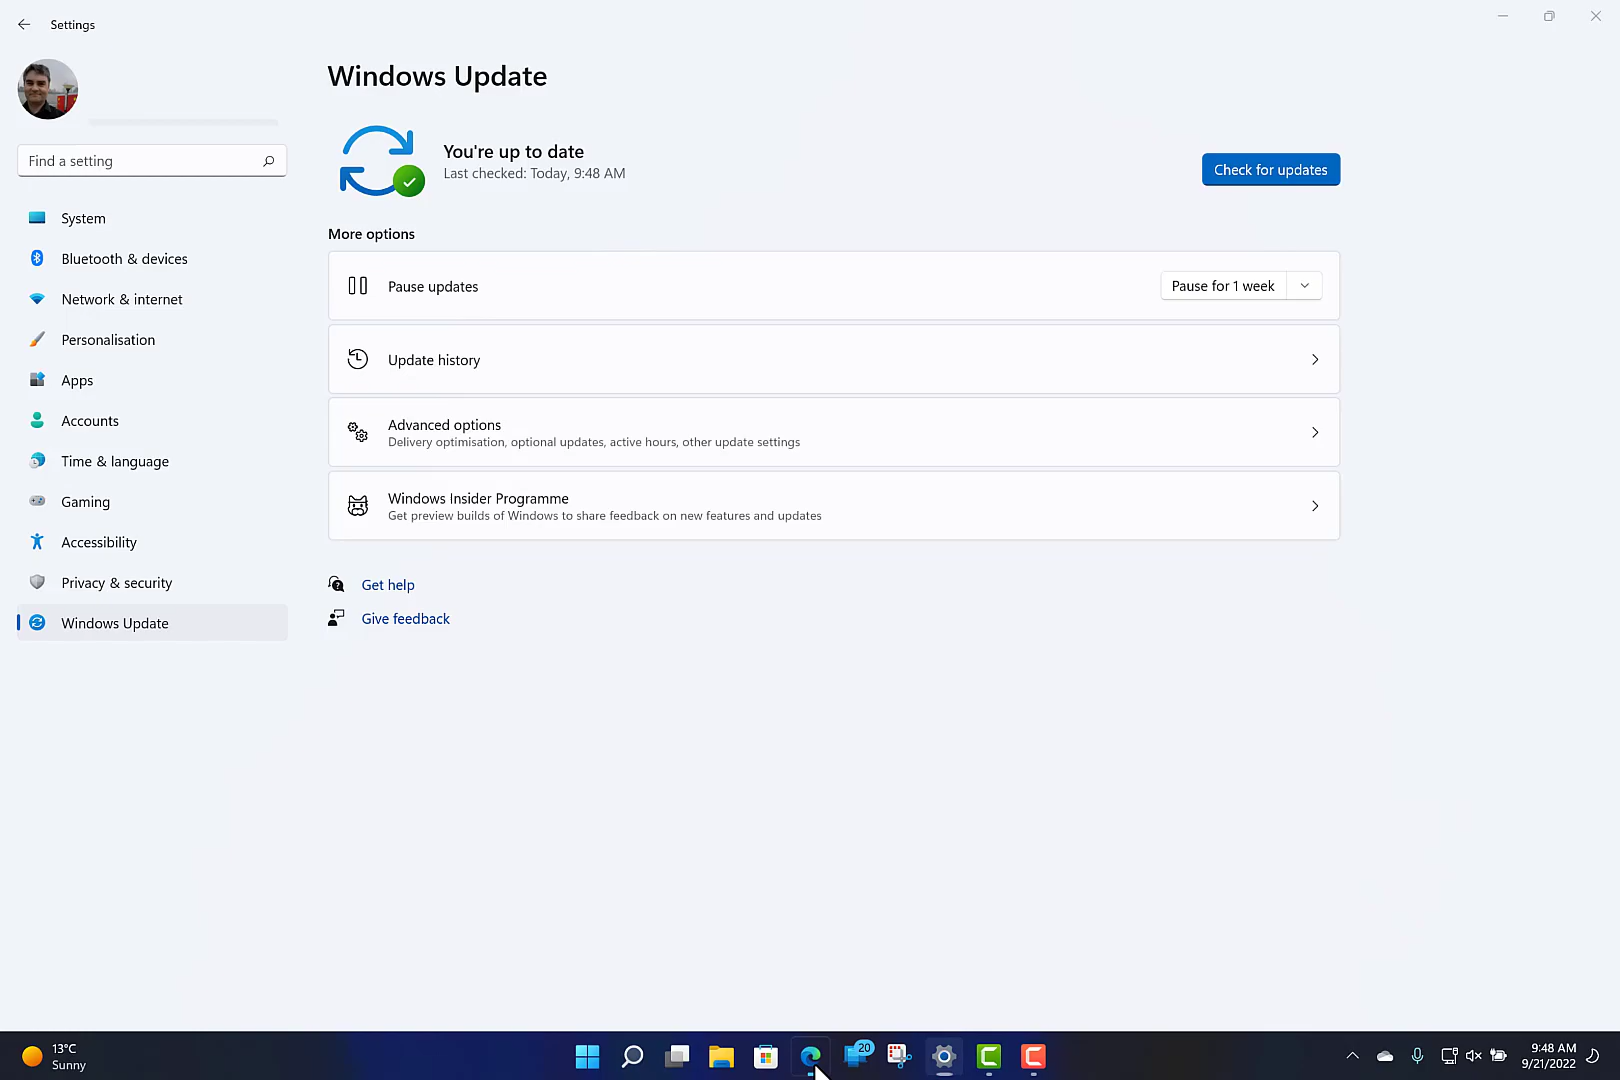 Settings
Find a setting
System
Bluetooth & devices
Network & internet
Personalisation
Apps
Accounts
Time & language
Gaming
Accessibility
Privacy & security
Windows Update
Windows Update
You're up to date
Last checked: Today, 9:48 AM
Check for updates
More options
Pause updates
Pause for 1 week
Update history
Advanced options
Delivery optimisation, optional updates, active hours, other update settings
Windows Insider Programme
Get preview builds of Windows to share feedback on new features and updates
Get help
Give feedback
13°C
Sunny
20
9:48 AM
9/21/2022